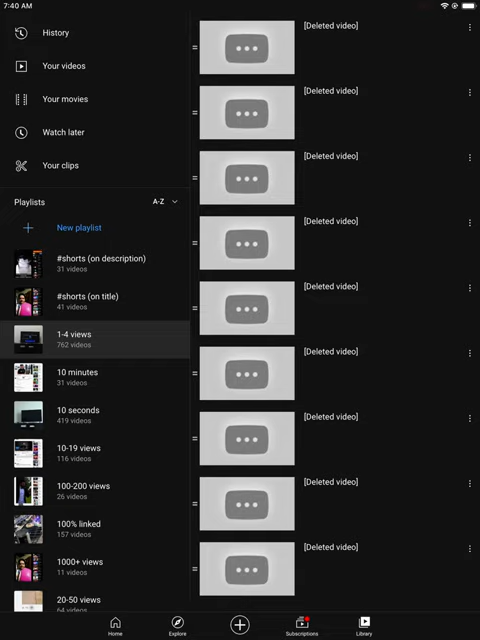 7:40 AM
History
Your videos
Your movies
Watch later
Your clips
Playlists
A-Z
New playlist
#shorts (on description)
31 videos
#shorts (on title)
41 videos
1-4 views
762 videos
10 minutes
31 videos
10 seconds
419 videos
10-19 views
116 videos
100-200 views
26 videos
100% linked
157 videos
1000+ views
11 videos
20-50 views
64 videos
[Deleted video]
[Deleted video]
[Deleted video]
[Deleted video]
[Deleted video]
[Deleted video]
[Deleted video]
[Deleted video]
[Deleted video]
Home
Explore
Subscriptions
Library